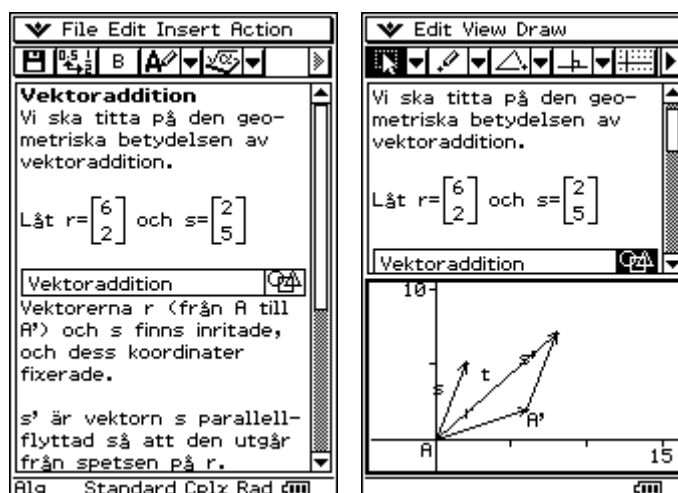 File Edit Insert Action
B
Vektoraddition
Vi ska titta på den geo-
metriska betydelsen av
vektoraddition.
Låt r=[6 2] och s=[2 5]
Vektoraddition
Vektorerna r (från A till
A') och s finns inritade,
och dess koordinater
fixerade.
s' är vektorn s parallell-
flyttad så att den utgår
från spetsen på r.
Alg Standard Cplx Rad
Edit View Draw
Vi ska titta på den geo-
metriska betydelsen av
vektoraddition.
Låt r=[6 2] och s=[2 5]
Vektoraddition
10
s'
s
t
A'
A
15